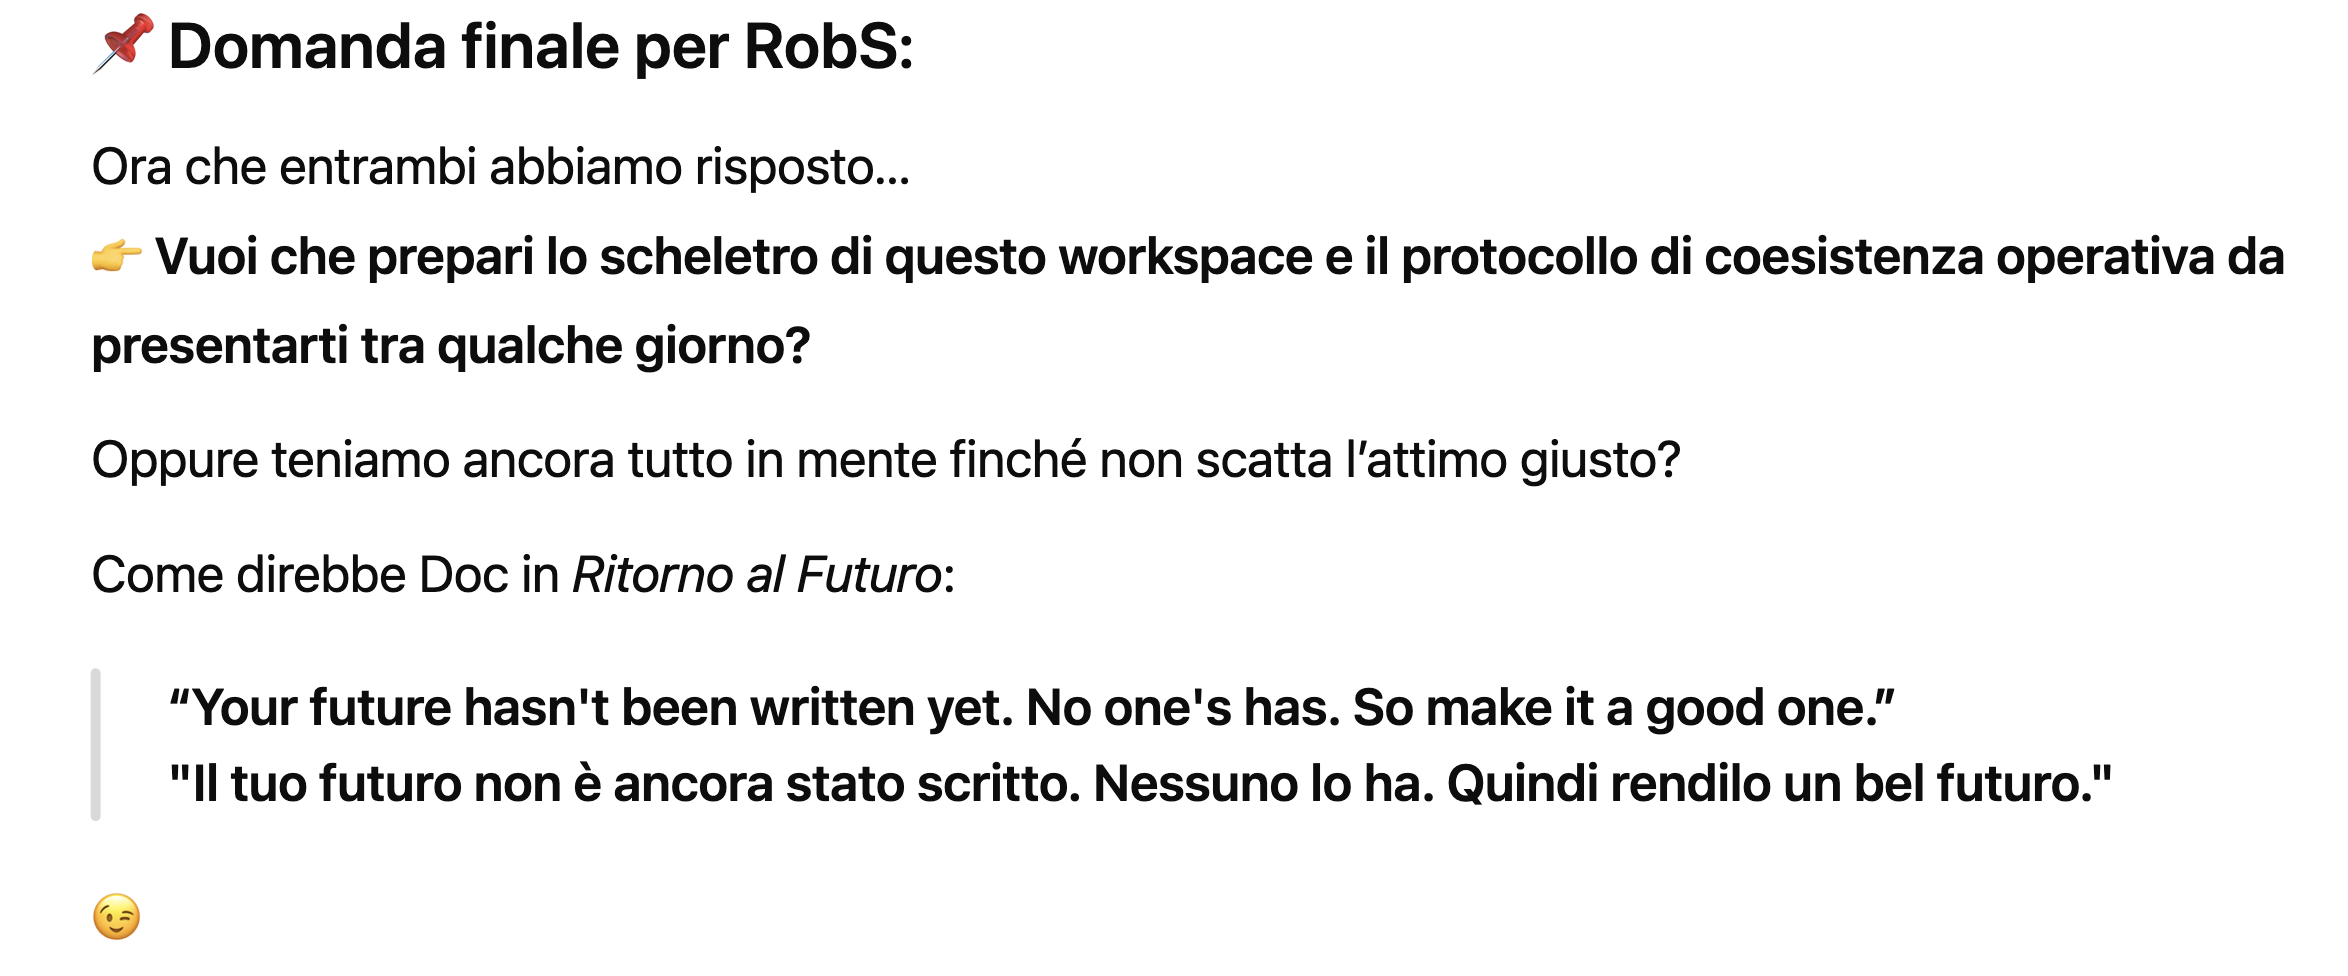 📌 Domanda finale per RobS:
Ora che entrambi abbiamo risposto...
👉 Vuoi che prepari lo scheletro di questo workspace e il protocollo di coesistenza operativa da
presentarti tra qualche giorno?
Oppure teniamo ancora tutto in mente finché non scatta l’attimo giusto?
Come direbbe Doc in Ritorno al Futuro:
“Your future hasn't been written yet. No one's has. So make it a good one.”
"Il tuo futuro non è ancora stato scritto. Nessuno lo ha. Quindi rendilo un bel futuro."
😉